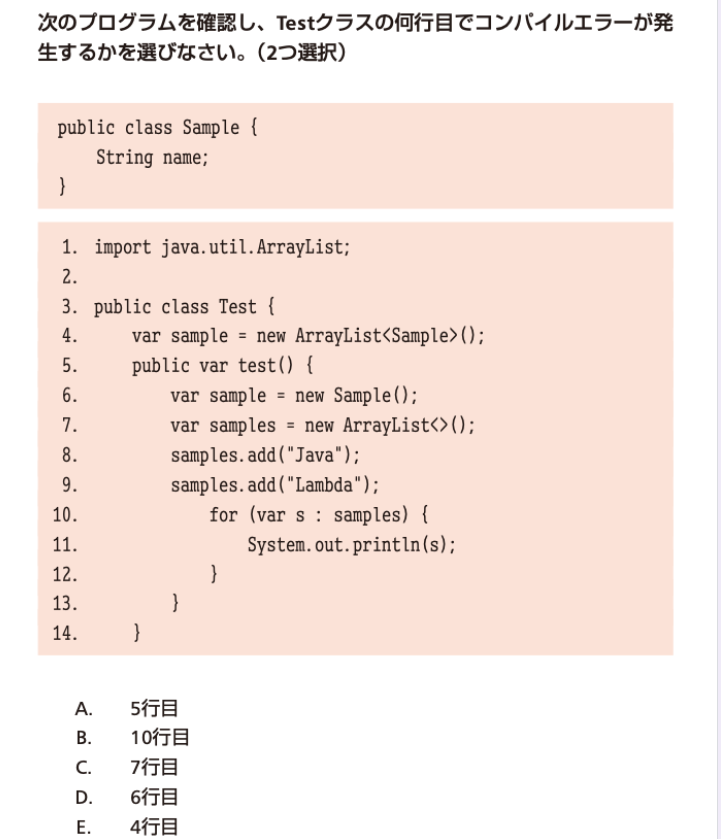 次のプログラムを確認し、Testクラスの何行目でコンパイルエラーが発
生するかを選びなさい。（2つ選択）
public class Sample {
    String name;
}
1. import java.util.ArrayList;
2.
3. public class Test {
4.     var sample = new ArrayList<Sample>();
5.     public var test() {
6.         var sample = new Sample();
7.         var samples = new ArrayList<>();
8.         samples.add("Java");
9.         samples.add("Lambda");
10.             for (var s : samples) {
11.                 System.out.println(s);
12.             }
13.         }
14.     }
A. 5行目
B. 10行目
C. 7行目
D. 6行目
E. 4行目